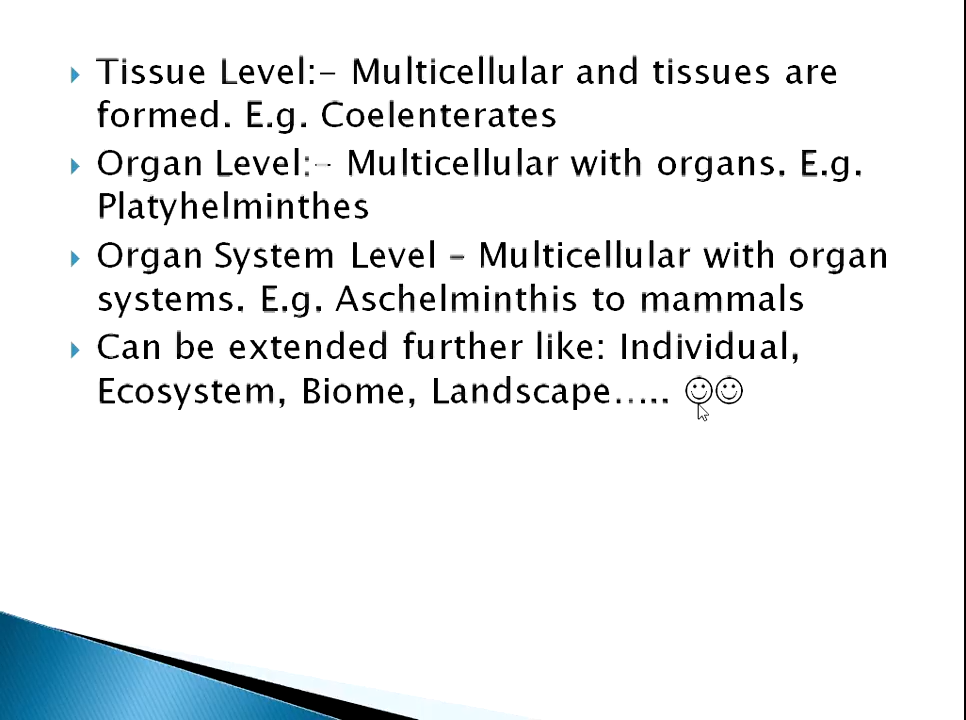 Tissue Level:- Multicellular and tissues are
formed. E.g. Coelenterates
Organ Level:- Multicellular with organs. E.g.
Platyhelminthes
Organ System Level – Multicellular with organ
systems. E.g. Aschelminthis to mammals
Can be extended further like: Individual,
Ecosystem, Biome, Landscape….. ☺☺